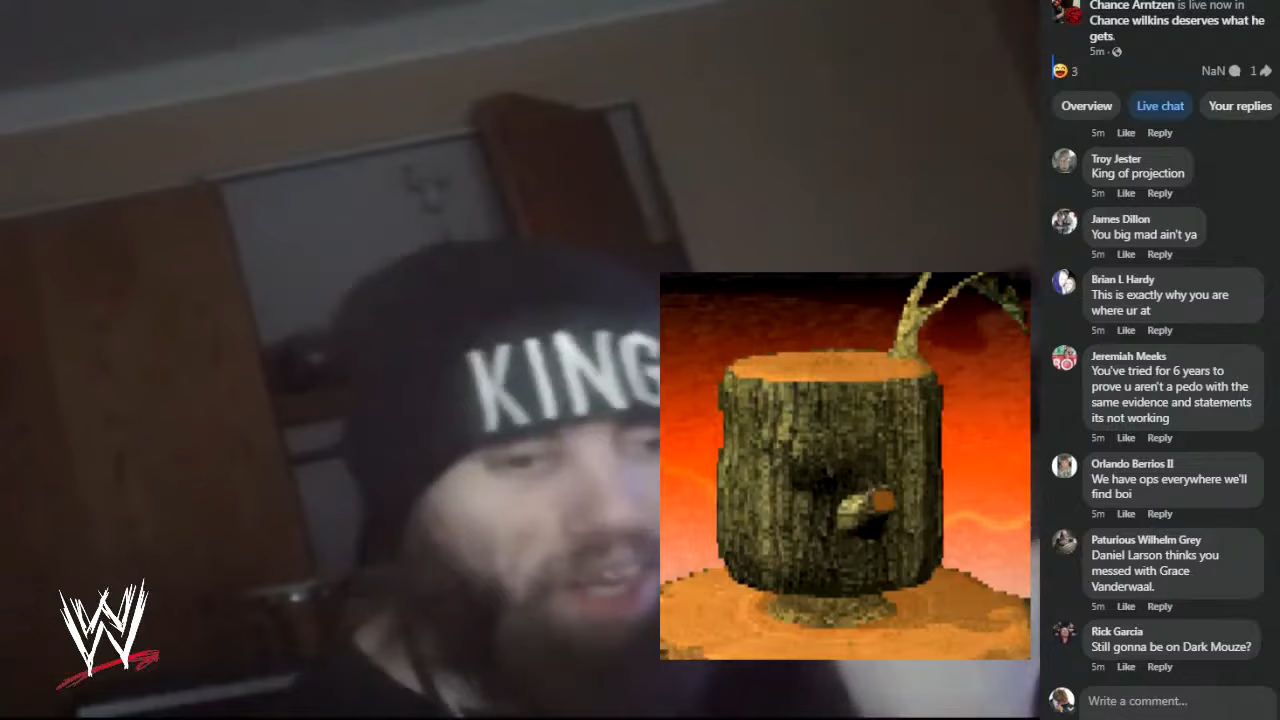 KING
W
Chance Arntzen is live now in
Chance wilkins deserves what he
gets.
5m
3
NaN
1
Overview
Live chat
Your replies
5m Like Reply
Troy Jester
King of projection
5m Like Reply
James Dillon
You big mad ain't ya
5m Like Reply
Brian L Hardy
This is exactly why you are
where ur at
5m Like Reply
Jeremiah Meeks
You've tried for 6 years to
prove u aren't a pedo with the
same evidence and statements
its not working
5m Like Reply
Orlando Berrios II
We have ops everywhere we'll
find boi
5m Like Reply
Paturious Wilhelm Grey
Daniel Larson thinks you
messed with Grace
Vanderwaal.
5m Like Reply
Rick Garcia
Still gonna be on Dark Mouze?
5m Like Reply
Write a comment...